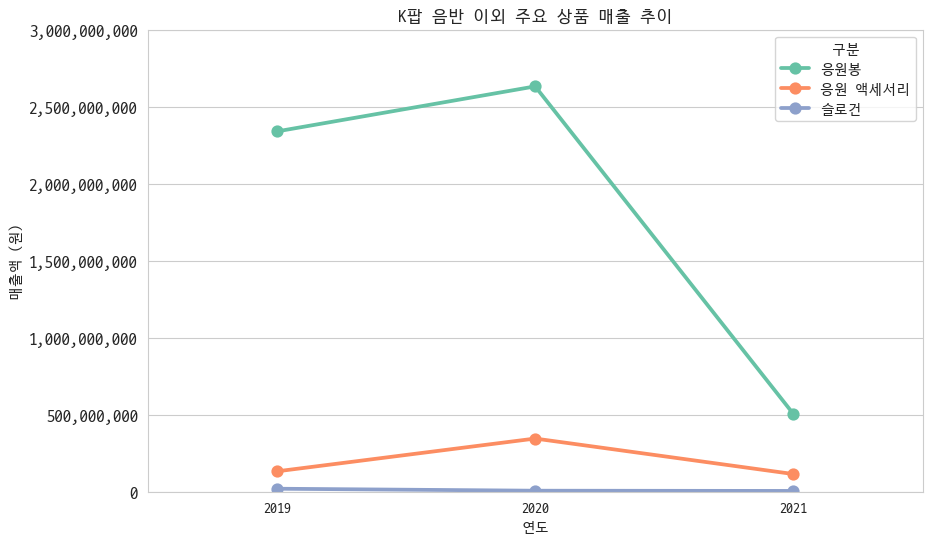 K팝 음반 이외 주요 상품 매출 추이
3,000,000,000
2,500,000,000
2,000,000,000
1,500,000,000
1,000,000,000
500,000,000
0
매출액 (원)
구분
응원봉
응원 액세서리
슬로건
2019
2020
2021
연도